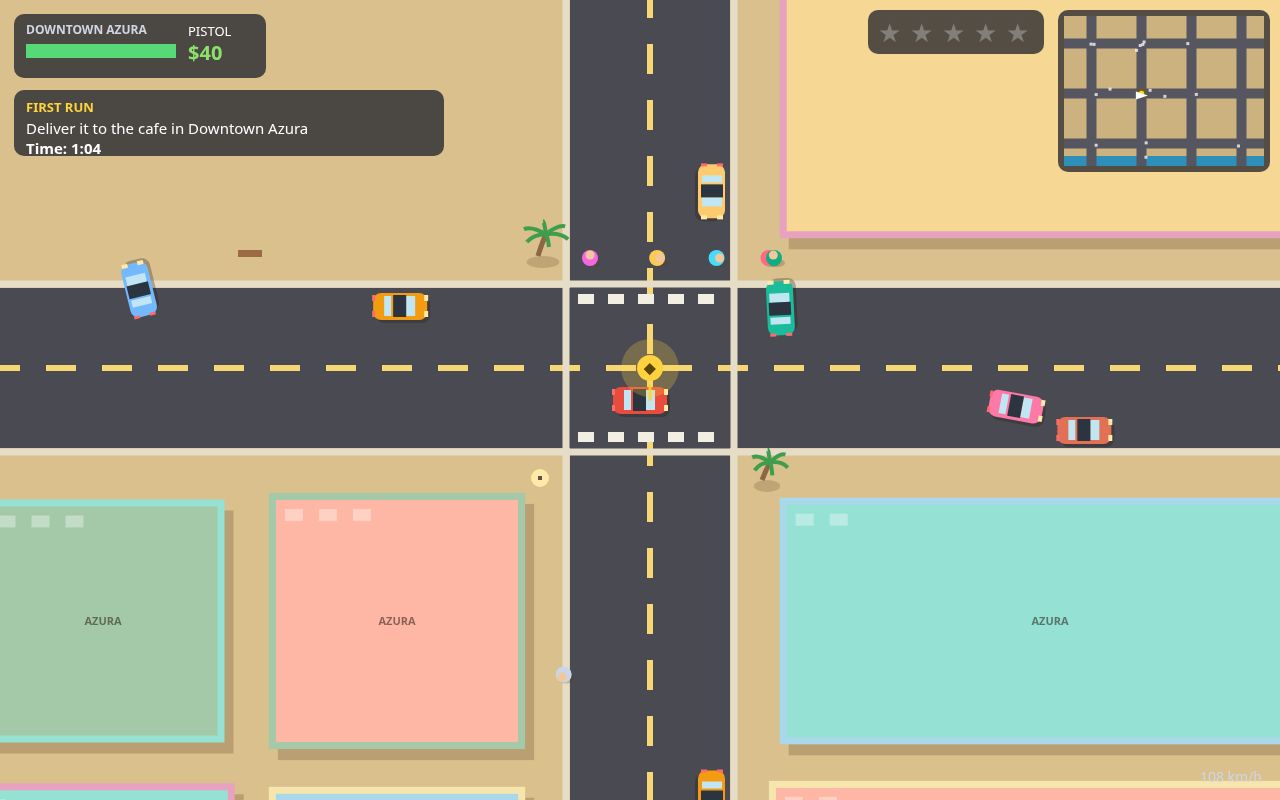 DOWNTOWN AZURA
PISTOL
$40
FIRST RUN
Deliver it to the cafe in Downtown Azura
Time: 1:04
AZURA
AZURA
AZURA
108 km/h